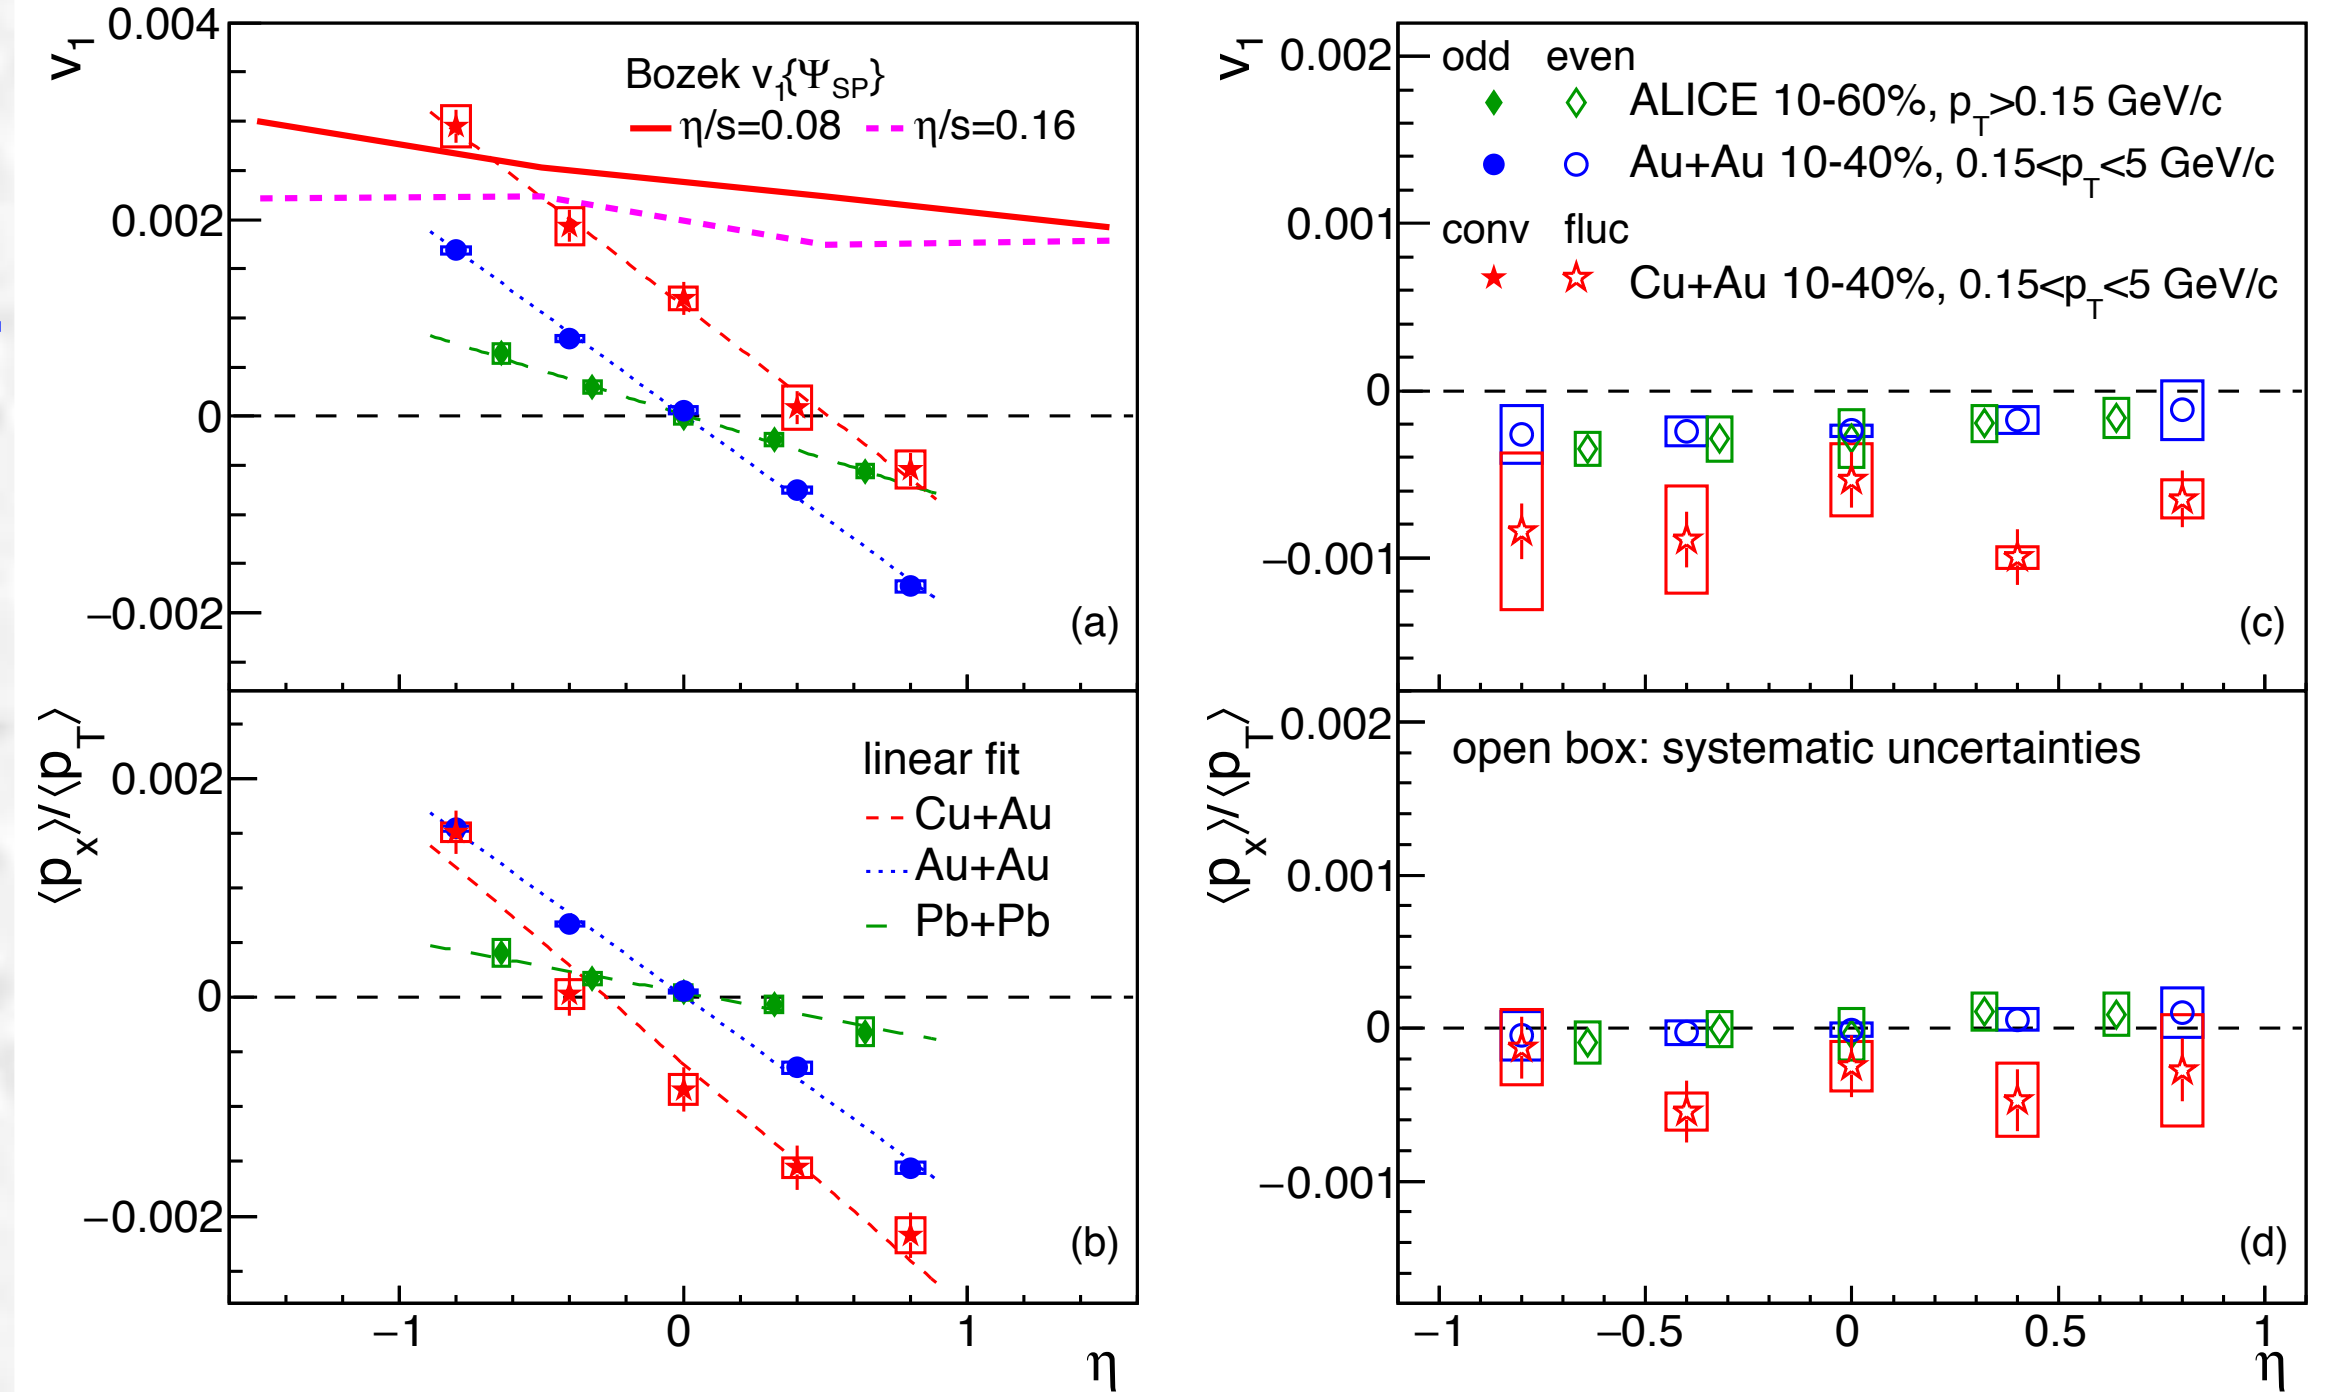 v1
0.004
0.002
0
−0.002
Bozek v1{ΨSP}
η/s=0.08 η/s=0.16
(a)
⟨px⟩/⟨pT⟩
0.002
0
−0.002
linear fit
Cu+Au
Au+Au
Pb+Pb
(b)
−1 0 1
η
v1
0.002
0.001
0
−0.001
odd even
ALICE 10-60%, pT>0.15 GeV/c
Au+Au 10-40%, 0.15<pT<5 GeV/c
conv fluc
Cu+Au 10-40%, 0.15<pT<5 GeV/c
(c)
⟨px⟩/⟨pT⟩
0.002
0.001
0
−0.001
open box: systematic uncertainties
(d)
−1 −0.5 0 0.5 1
η